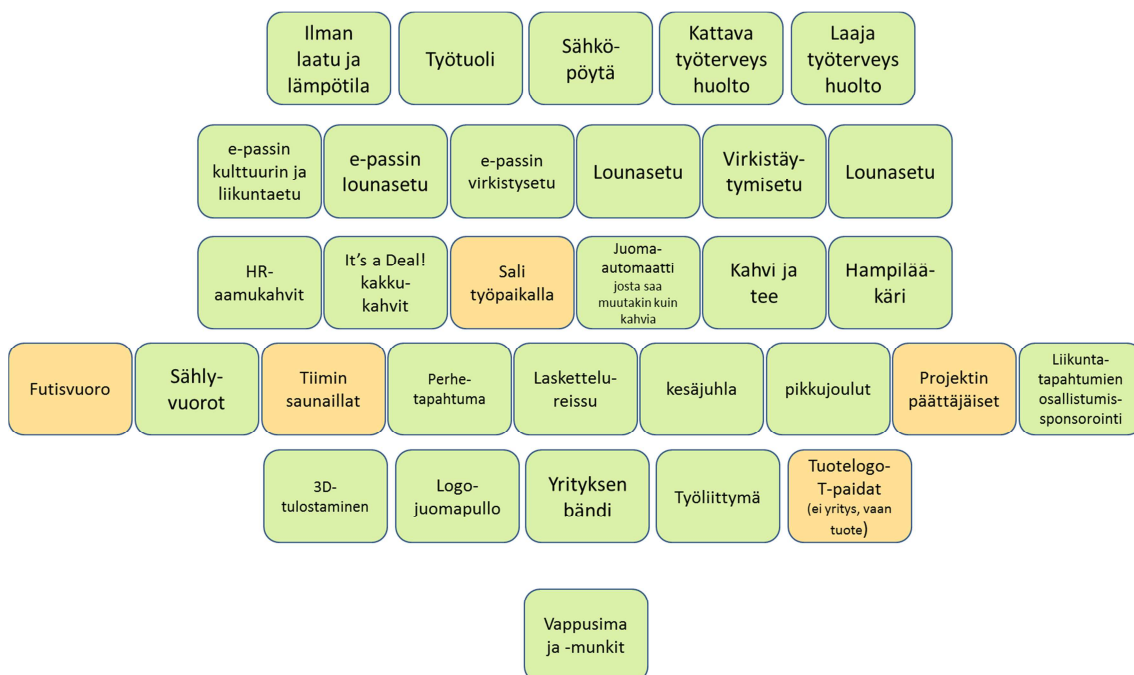 Ilman
laatu ja
lämpötila
Työtuoli
Sähkö-
pöytä
Kattava
työterveys
huolto
Laaja
työterveys
huolto
e-passin
kulttuurin ja
liikuntaetu
e-passin
lounasetu
e-passin
virkistysetu
Lounasetu
Virkistäy-
tymisetu
Lounasetu
HR-
aamukahvit
It's a Deal!
kakku-
kahvit
Sali
työpaikalla
Juoma-
automaatti
josta saa
muutakin kuin
kahvia
Kahvi ja
tee
Hampilää-
käri
Futisvuoro
Sähly-
vuorot
Tiimin
saunaillat
Perhe-
tapahtuma
Laskettelu-
reissu
kesäjuhla
pikkujoulut
Projektin
päättäjäiset
Liikunta-
tapahtumien
osallistumis-
sponsorointi
3D-
tulostaminen
Logo-
juomapullo
Yrityksen
bändi
Työliittymä
Tuotelogo-
T-paidat
(ei yritys, vaan
tuote)
Vappusima
ja -munkit